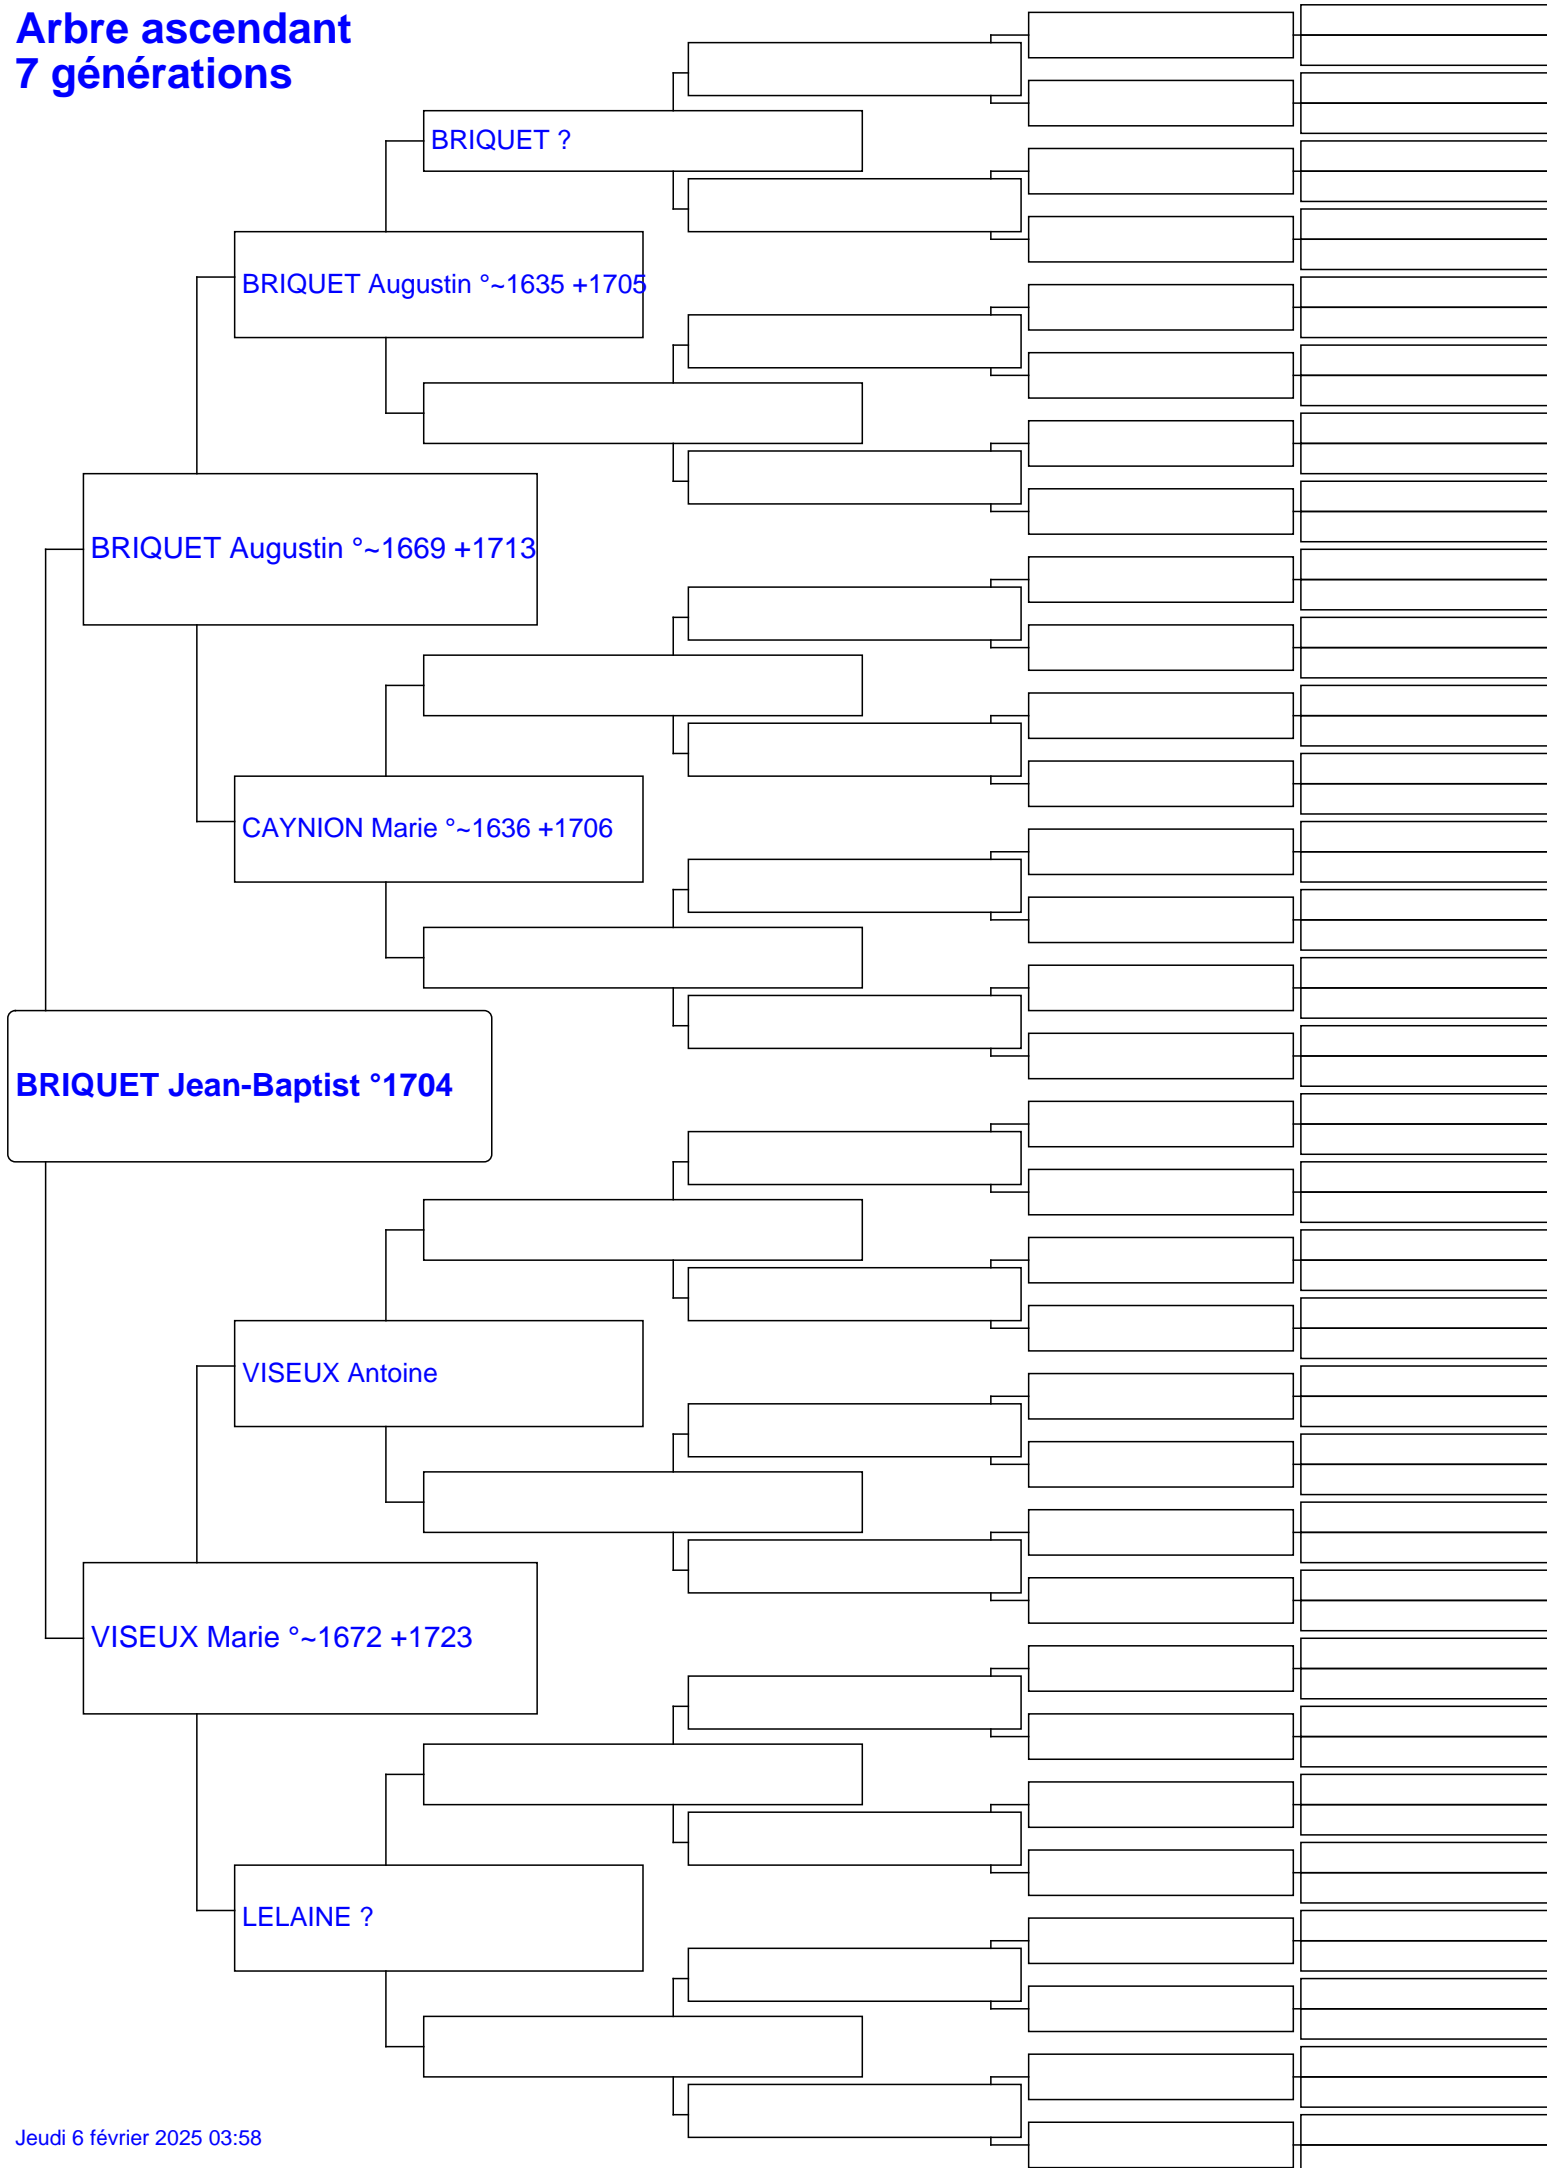 Arbre ascendant
7 générations
BRIQUET ?
BRIQUET Augustin °~1635 +1705
BRIQUET Augustin °~1669 +1713
CAYNION Marie °~1636 +1706
BRIQUET Jean-Baptist °1704
VISEUX Antoine
VISEUX Marie °~1672 +1723
LELAINE ?
Jeudi 6 février 2025 03:58